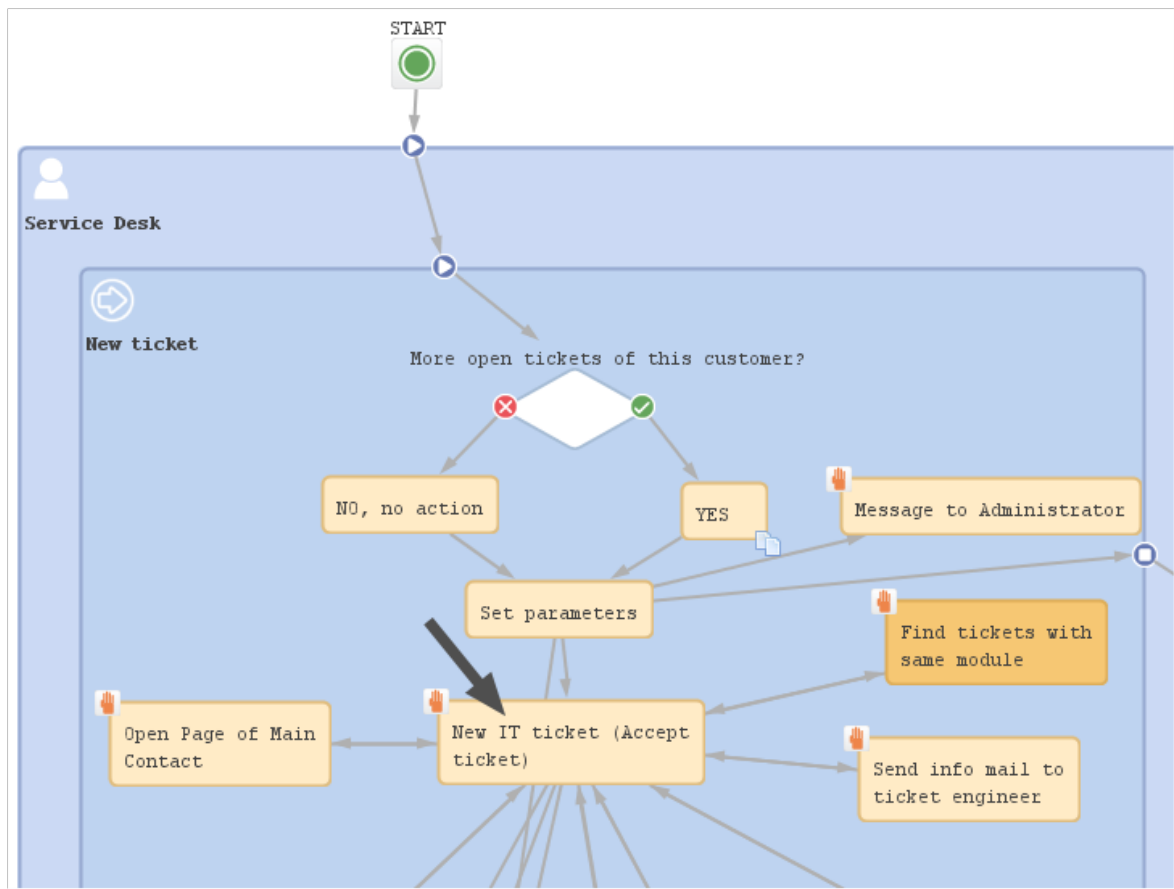 START
Service Desk
New ticket
More open tickets of this customer?
NO, no action
YES
Message to Administrator
Set parameters
Find tickets with
same module
Open Page of Main
Contact
New IT ticket (Accept
ticket)
Send info mail to
ticket engineer